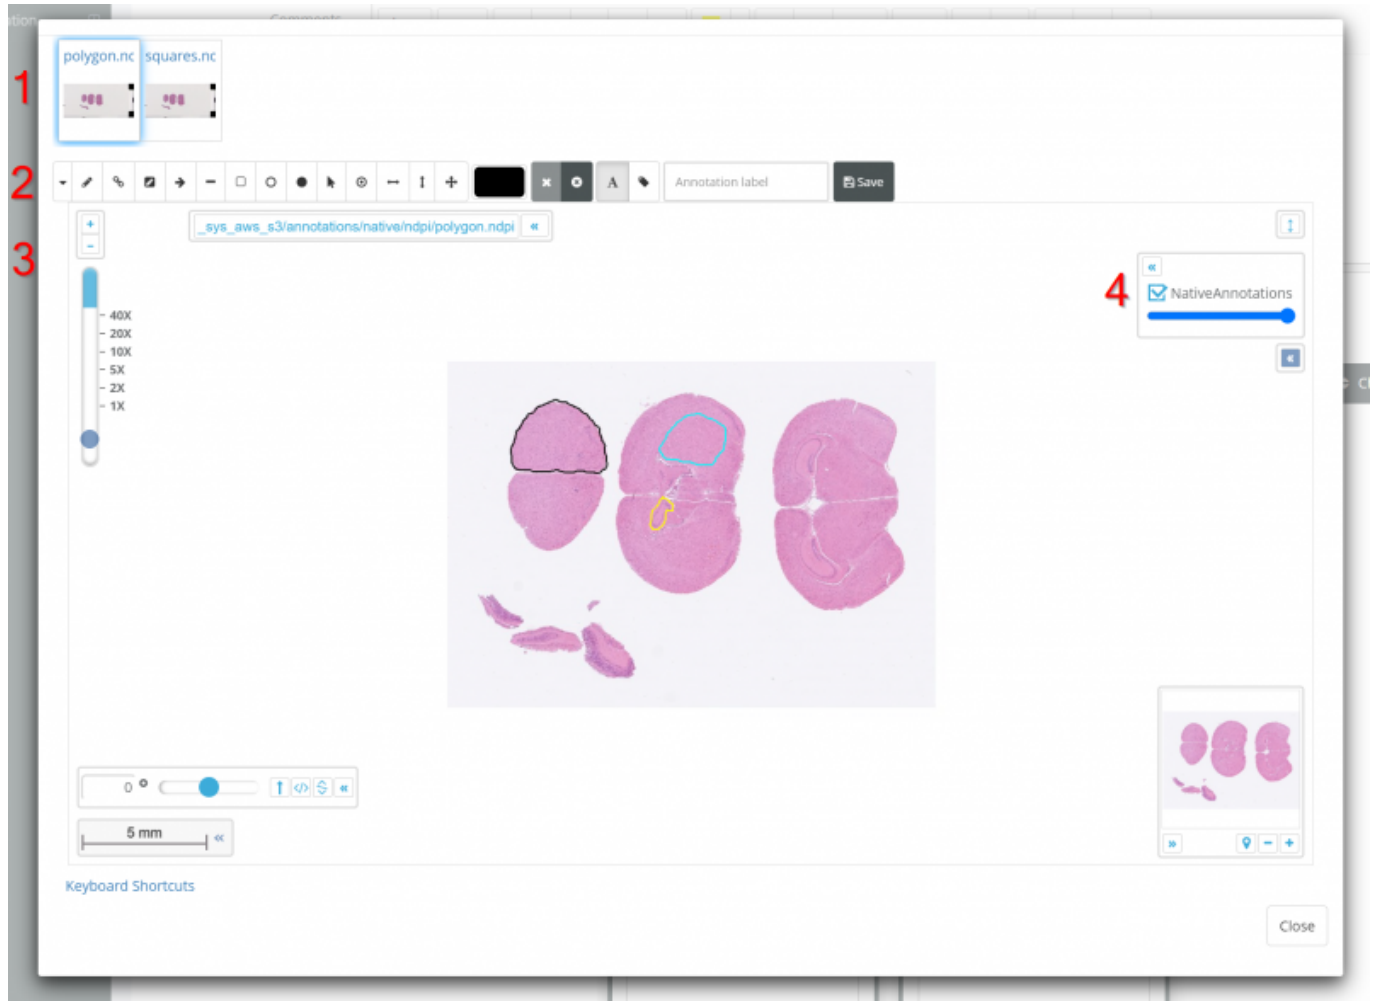 Comments
1
polygon.nc squares.nc
2
A
Annotation label
Save
_sys_aws_s3/annotations/native/ndpi/polygon.ndpi «
3
«
4
NativeAnnotations
40X
20X
10X
5X
2X
1X
«
0 °
</> «
5 mm «
»
Keyboard Shortcuts
Close